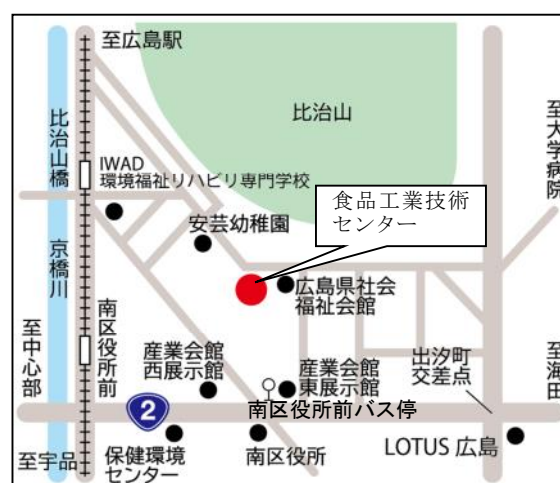 至広島駅
比治山
比治山橋
至大学病院
IWAD
環境福祉リハビリ専門学校
食品工業技術
センター
安芸幼稚園
京橋川
広島県社会
福祉会館
南区役所前
至中心部
産業会館
西展示館
産業会館
東展示館
出汐町
交差点
至海田
2
南区役所前バス停
至宇品
保健環境
センター
南区役所
LOTUS 広島